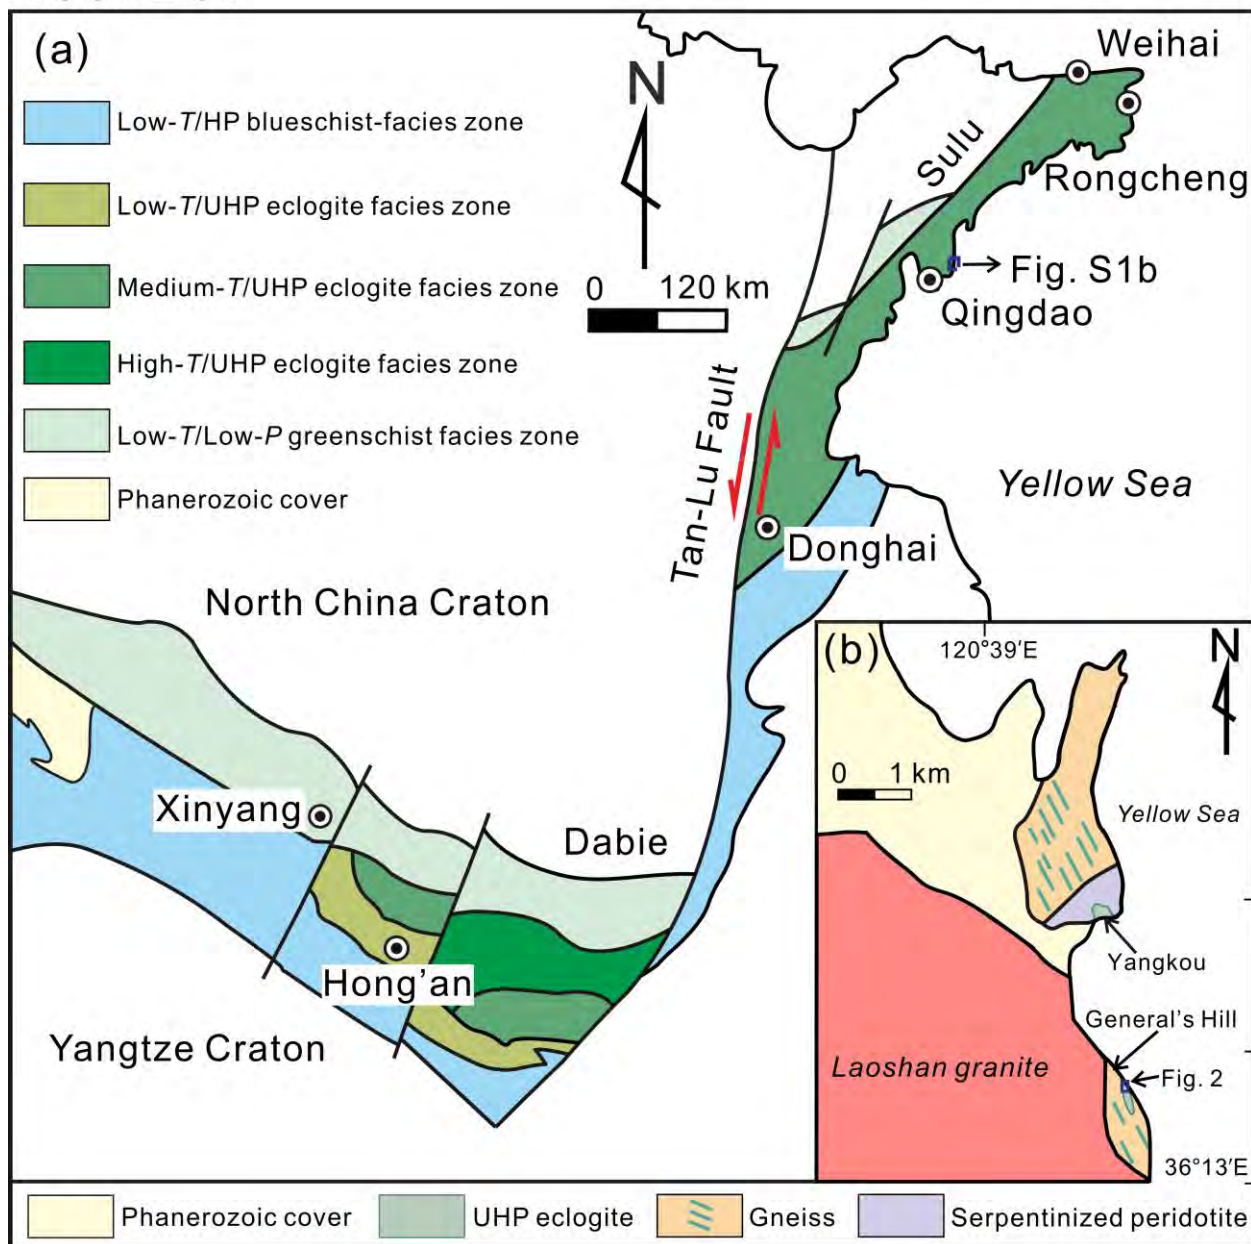 (a)
Low-T/HP blueschist-facies zone
Low-T/UHP eclogite facies zone
Medium-T/UHP eclogite facies zone
High-T/UHP eclogite facies zone
Low-T/Low-P greenschist facies zone
Phanerozoic cover
N
0 120 km
Weihai
Rongcheng
Sulu
Fig. S1b
Qingdao
Tan-Lu Fault
Yellow Sea
Donghai
North China Craton
Xinyang
Dabie
Hong'an
Yangtze Craton
(b)
120°39′E
N
0 1 km
Yellow Sea
Yangkou
General's Hill
Fig. 2
Laoshan granite
36°13′E
Phanerozoic cover
UHP eclogite
Gneiss
Serpentinized peridotite